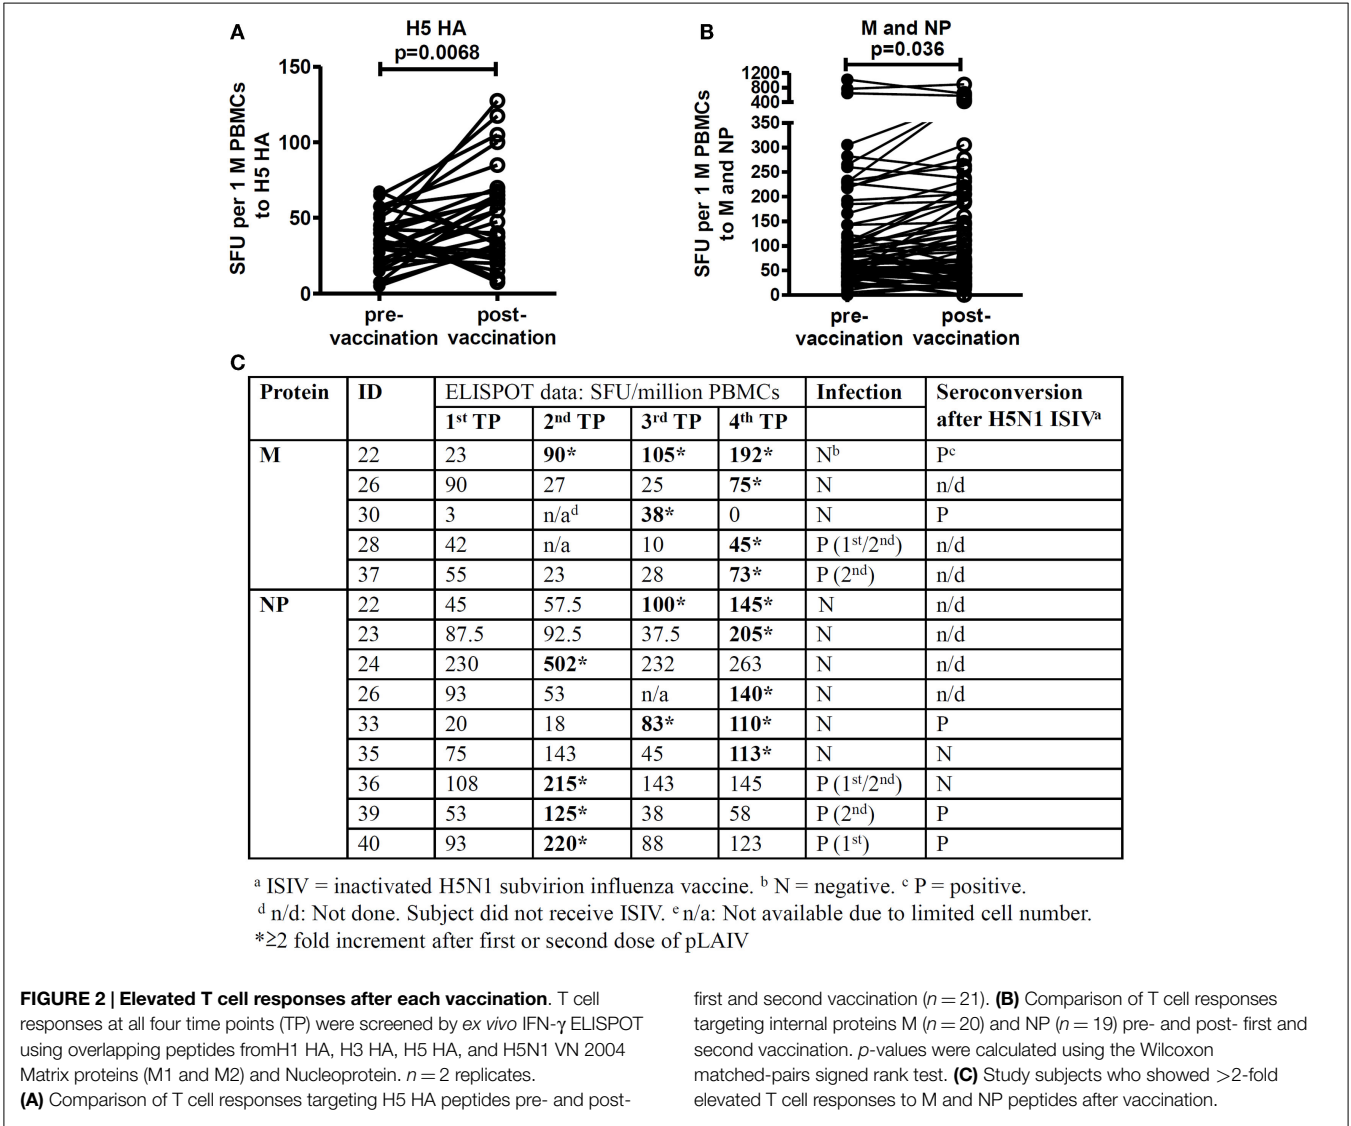 A
H5 HA
p=0.0068
150
100
50
0
SFU per 1 M PBMCs
to H5 HA
pre-
vaccination
post-
vaccination
B
M and NP
p=0.036
1200
800
400
350
300
250
200
150
100
50
0
SFU per 1 M PBMCs
to M and NP
pre-
vaccination
post-
vaccination
C
Protein ID ELISPOT data: SFU/million PBMCs Infection Seroconversion
after H5N1 ISIVᵃ
1ˢᵗ TP 2ⁿᵈ TP 3ʳᵈ TP 4ᵗʰ TP
M 22 23 90* 105* 192* Nᵇ Pᶜ
26 90 27 25 75* N n/d
30 3 n/aᵈ 38* 0 N P
28 42 n/a 10 45* P (1ˢᵗ/2ⁿᵈ) n/d
37 55 23 28 73* P (2ⁿᵈ) n/d
NP 22 45 57.5 100* 145* N n/d
23 87.5 92.5 37.5 205* N n/d
24 230 502* 232 263 N n/d
26 93 53 n/a 140* N n/d
33 20 18 83* 110* N P
35 75 143 45 113* N N
36 108 215* 143 145 P (1ˢᵗ/2ⁿᵈ) N
39 53 125* 38 58 P (2ⁿᵈ) P
40 93 220* 88 123 P (1ˢᵗ) P
ᵃ ISIV = inactivated H5N1 subvirion influenza vaccine. ᵇ N = negative. ᶜ P = positive.
ᵈ n/d: Not done. Subject did not receive ISIV. ᵉ n/a: Not available due to limited cell number.
*≥2 fold increment after first or second dose of pLAIV
FIGURE 2 | Elevated T cell responses after each vaccination. T cell
responses at all four time points (TP) were screened by ex vivo IFN-γ ELISPOT
using overlapping peptides fromH1 HA, H3 HA, H5 HA, and H5N1 VN 2004
Matrix proteins (M1 and M2) and Nucleoprotein. n = 2 replicates.
(A) Comparison of T cell responses targeting H5 HA peptides pre- and post-
first and second vaccination (n = 21). (B) Comparison of T cell responses
targeting internal proteins M (n = 20) and NP (n = 19) pre- and post- first and
second vaccination. p-values were calculated using the Wilcoxon
matched-pairs signed rank test. (C) Study subjects who showed >2-fold
elevated T cell responses to M and NP peptides after vaccination.